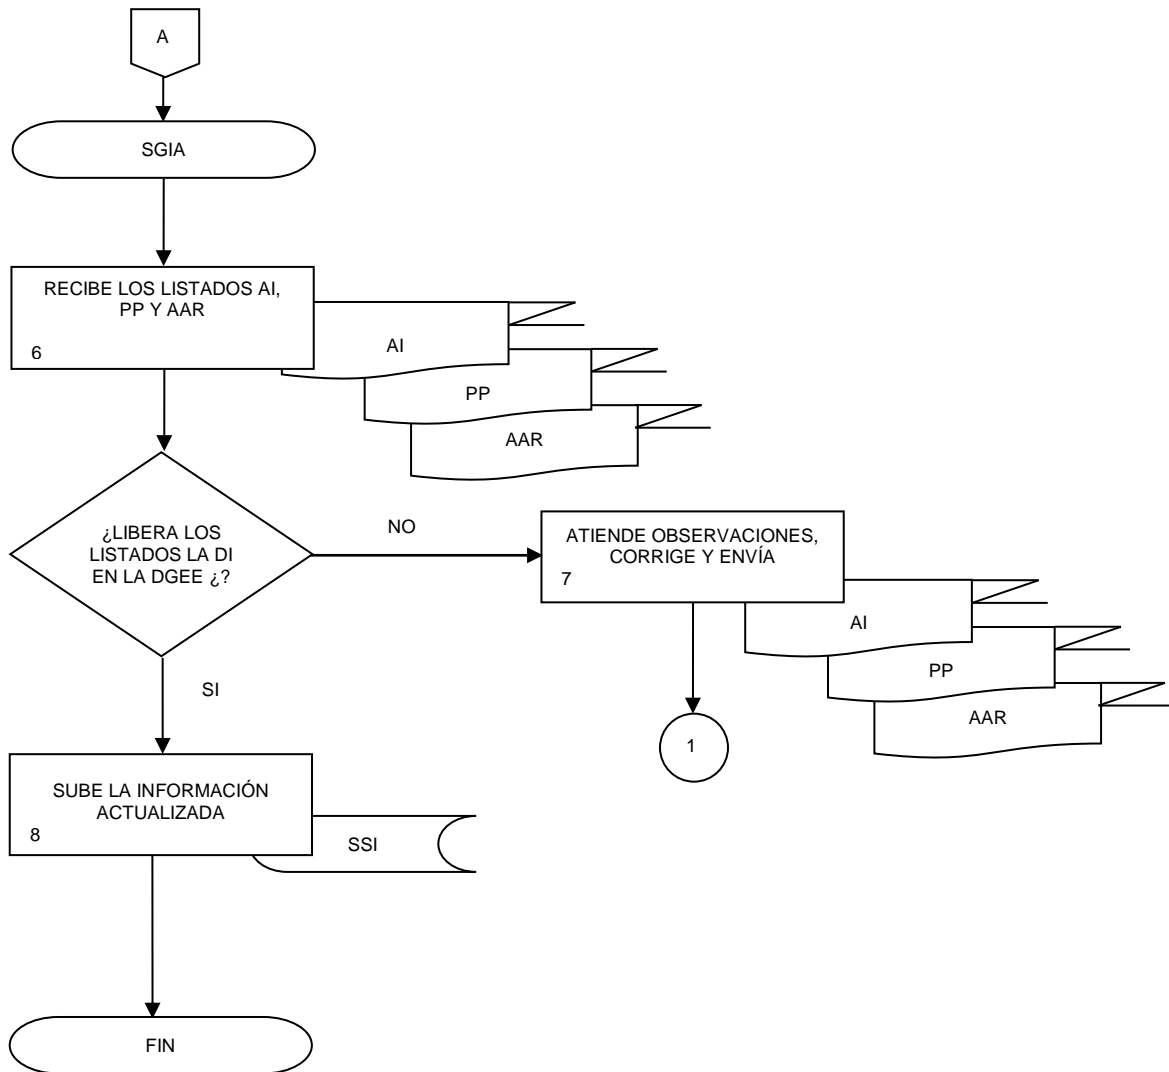 A
SGIA
RECIBE LOS LISTADOS AI,
PP Y AAR
6
AI
PP
AAR
¿LIBERA LOS
LISTADOS LA DI
EN LA DGEE ¿?
NO
ATIENDE OBSERVACIONES,
CORRIGE Y ENVÍA
7
AI
PP
AAR
1
SI
SUBE LA INFORMACIÓN
ACTUALIZADA
8
SSI
FIN